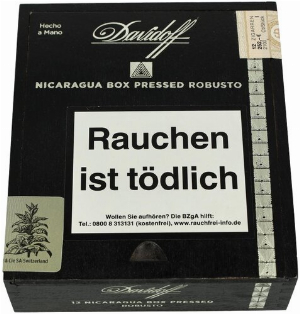 Hecho
a Mano
Davidoff
NICARAGUA BOX PRESSED ROBUSTO
Rauchen
ist tödlich
Wollen Sie aufhören? Die BZgA hilft:
Tel.: 0800 8 313131 (kostenfrei), www.rauchfrei-info.de
12 NICARAGUA BOX PRESSED
ROBUSTO